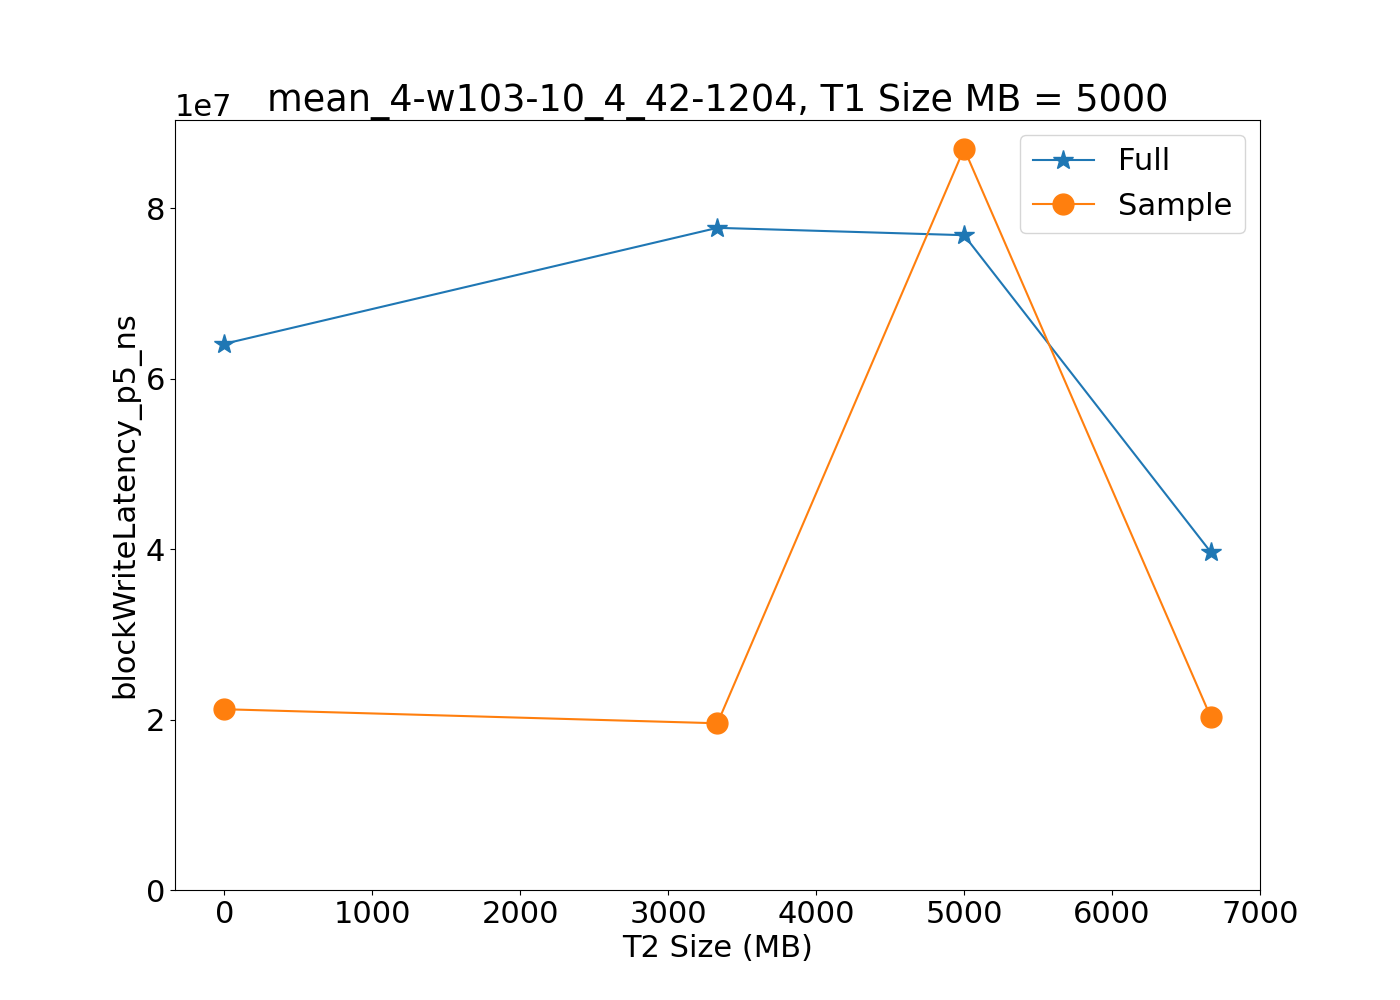 mean_4-w103-10_4_42-1204, T1 Size MB = 5000
1e7
Full
Sample
blockWriteLatency_p5_ns
8
6
4
2
0
0 1000 2000 3000 4000 5000 6000 7000
T2 Size (MB)